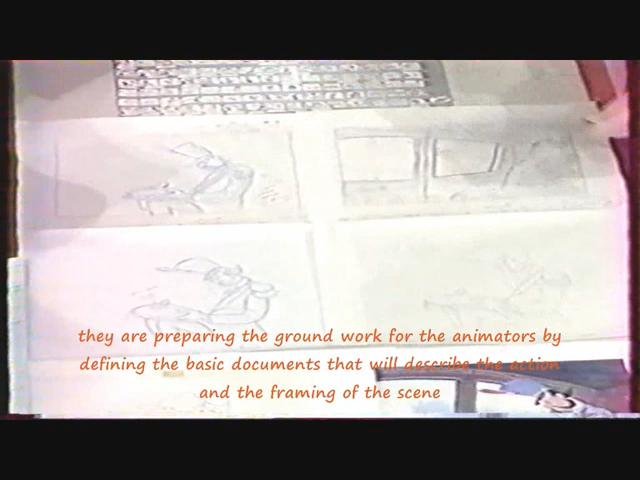 they are preparing the ground work for the animators by
defining the basic documents that will describe the action
and the framing of the scene